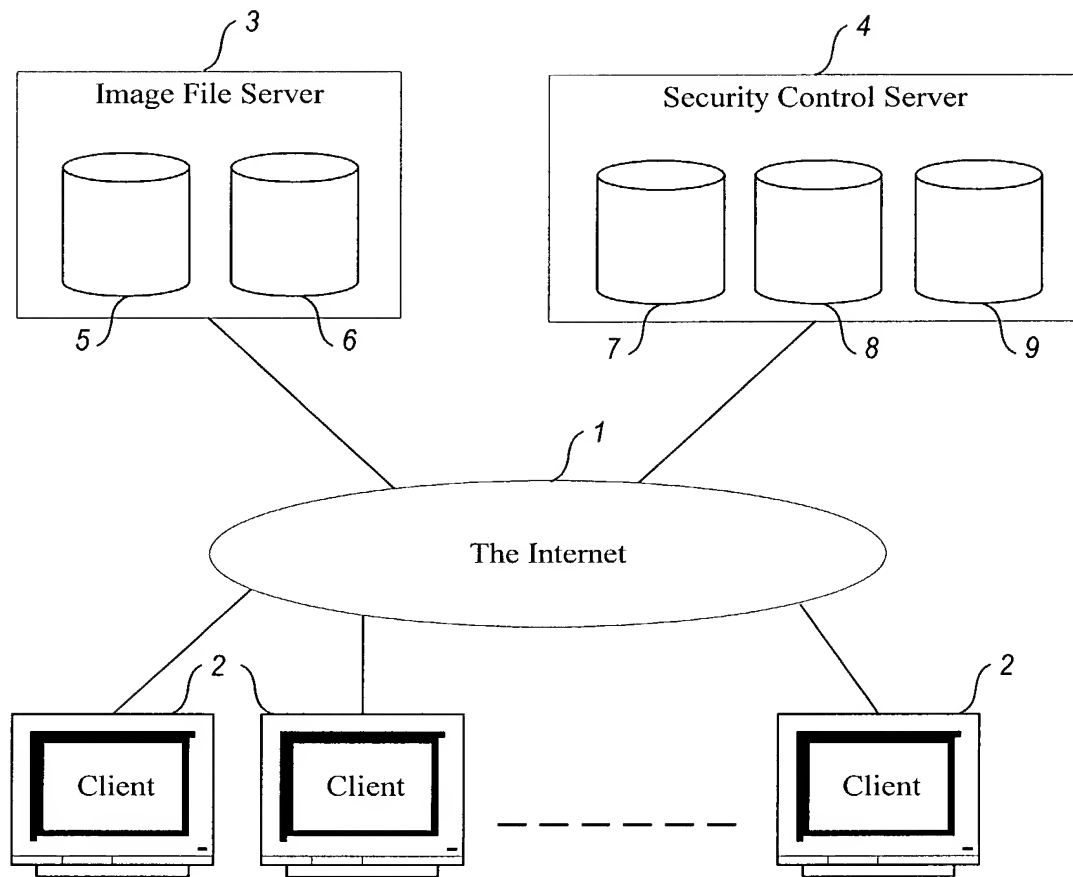 3
4
Image File Server
Security Control Server
5
6
7
8
9
1
The Internet
2
2
Client
Client
Client